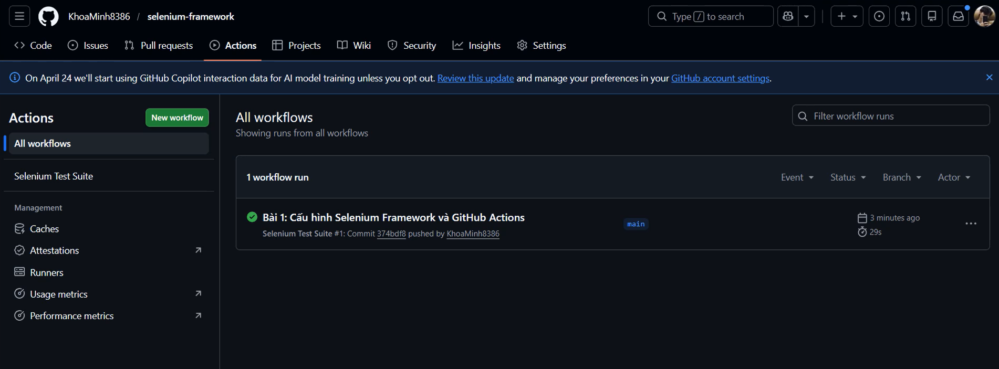 KhoaMinh8386 / selenium-framework
Type / to search
Code
Issues
Pull requests
Actions
Projects
Wiki
Security
Insights
Settings
On April 24 we'll start using GitHub Copilot interaction data for AI model training unless you opt out. Review this update and manage your preferences in your GitHub account settings.
Actions
New workflow
All workflows
Selenium Test Suite
Management
Caches
Attestations
Runners
Usage metrics
Performance metrics
All workflows
Showing runs from all workflows
Filter workflow runs
1 workflow run
Event
Status
Branch
Actor
Bài 1: Cấu hình Selenium Framework và GitHub Actions
Selenium Test Suite #1: Commit 374bdf8 pushed by KhoaMinh8386
main
3 minutes ago
29s